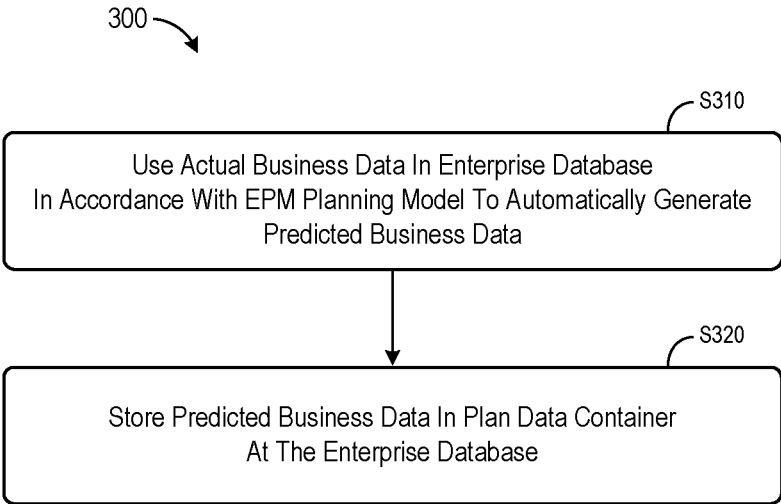 300
S310
Use Actual Business Data In Enterprise Database
In Accordance With EPM Planning Model To Automatically Generate
Predicted Business Data
S320
Store Predicted Business Data In Plan Data Container
At The Enterprise Database